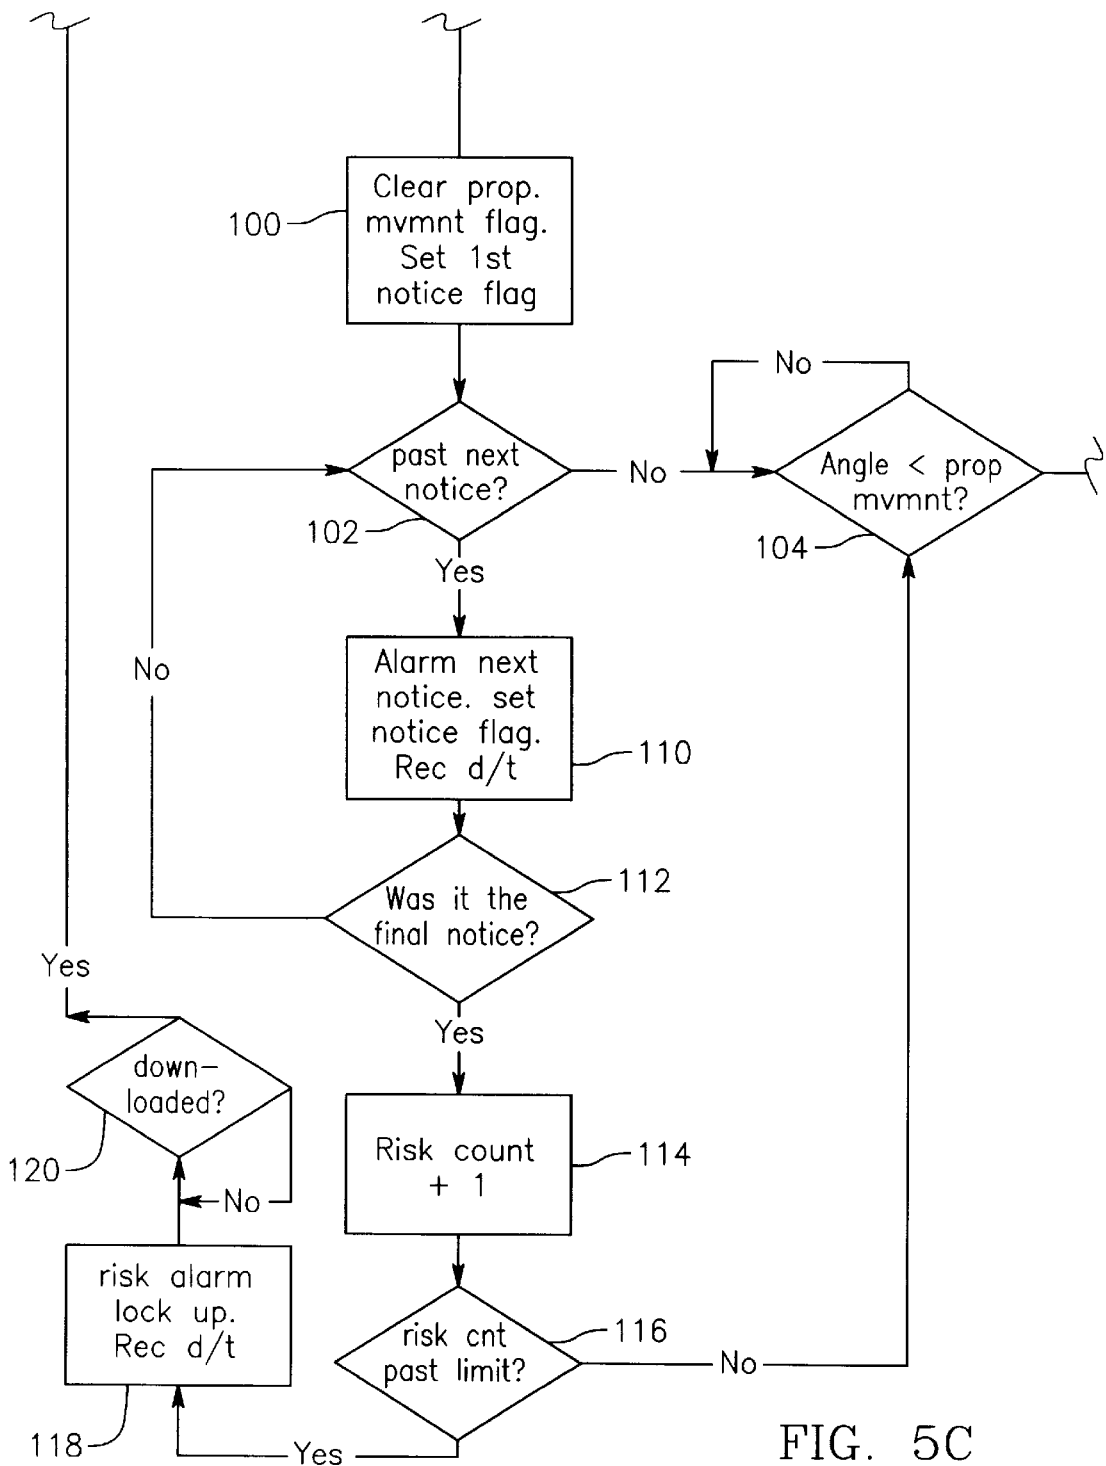 Clear prop.
mvmnt flag.
Set 1st
notice flag
100
No
past next
notice?
No
Angle < prop
mvmnt?
102
104
Yes
No
Alarm next
notice. set
notice flag.
Rec d/t
110
Was it the
final notice?
112
Yes
Yes
down-
loaded?
120
No
Risk count
+ 1
114
risk alarm
lock up.
Rec d/t
118
risk cnt
past limit?
116
No
Yes
FIG. 5C